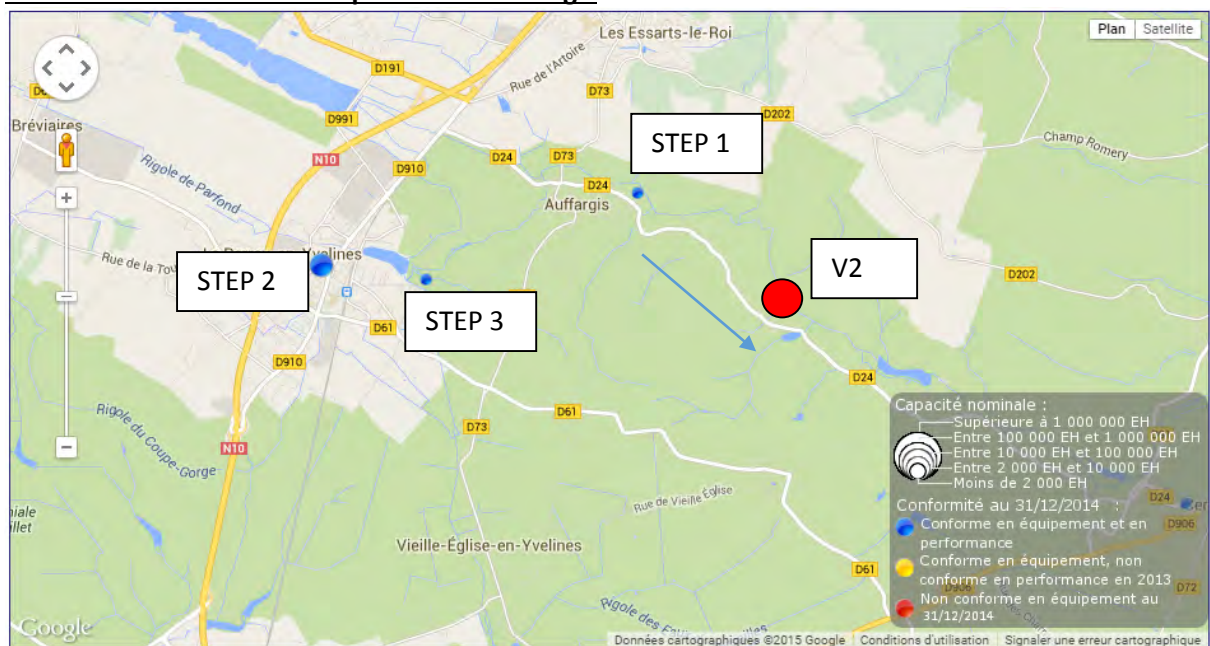 Les Essarts-le-Roi
Plan
Satellite
D191
Rue de l'Artoire
D73
D202
D991
Bréviaires
STEP 1
Champ Romery
Rigole de Parfond
N10
D910
D24
D73
D24
Auffargis
Yvelines
Rue de la
STEP 2
V2
D202
STEP 3
D61
D910
D24
D61
Rigole du Coupe-Gorge
D73
N10
Rue de Vieille Église
Vieille-Église-en-Yvelines
D61
Capacité nominale :
Supérieure à 1 000 000 EH
Entre 100 000 EH et 1 000 000 EH
Entre 10 000 EH et 100 000 EH
Entre 2 000 EH et 10 000 EH
Moins de 2 000 EH
Conformité au 31/12/2014 :
Conforme en équipement et en
performance
Conforme en équipement, non
conforme en performance en 2013
Non conforme en équipement au
31/12/2014
D24
D906
D906
D72
Rigole des
Google
Données cartographiques ©2015 Google
Conditions d'utilisation
Signaler une erreur cartographique